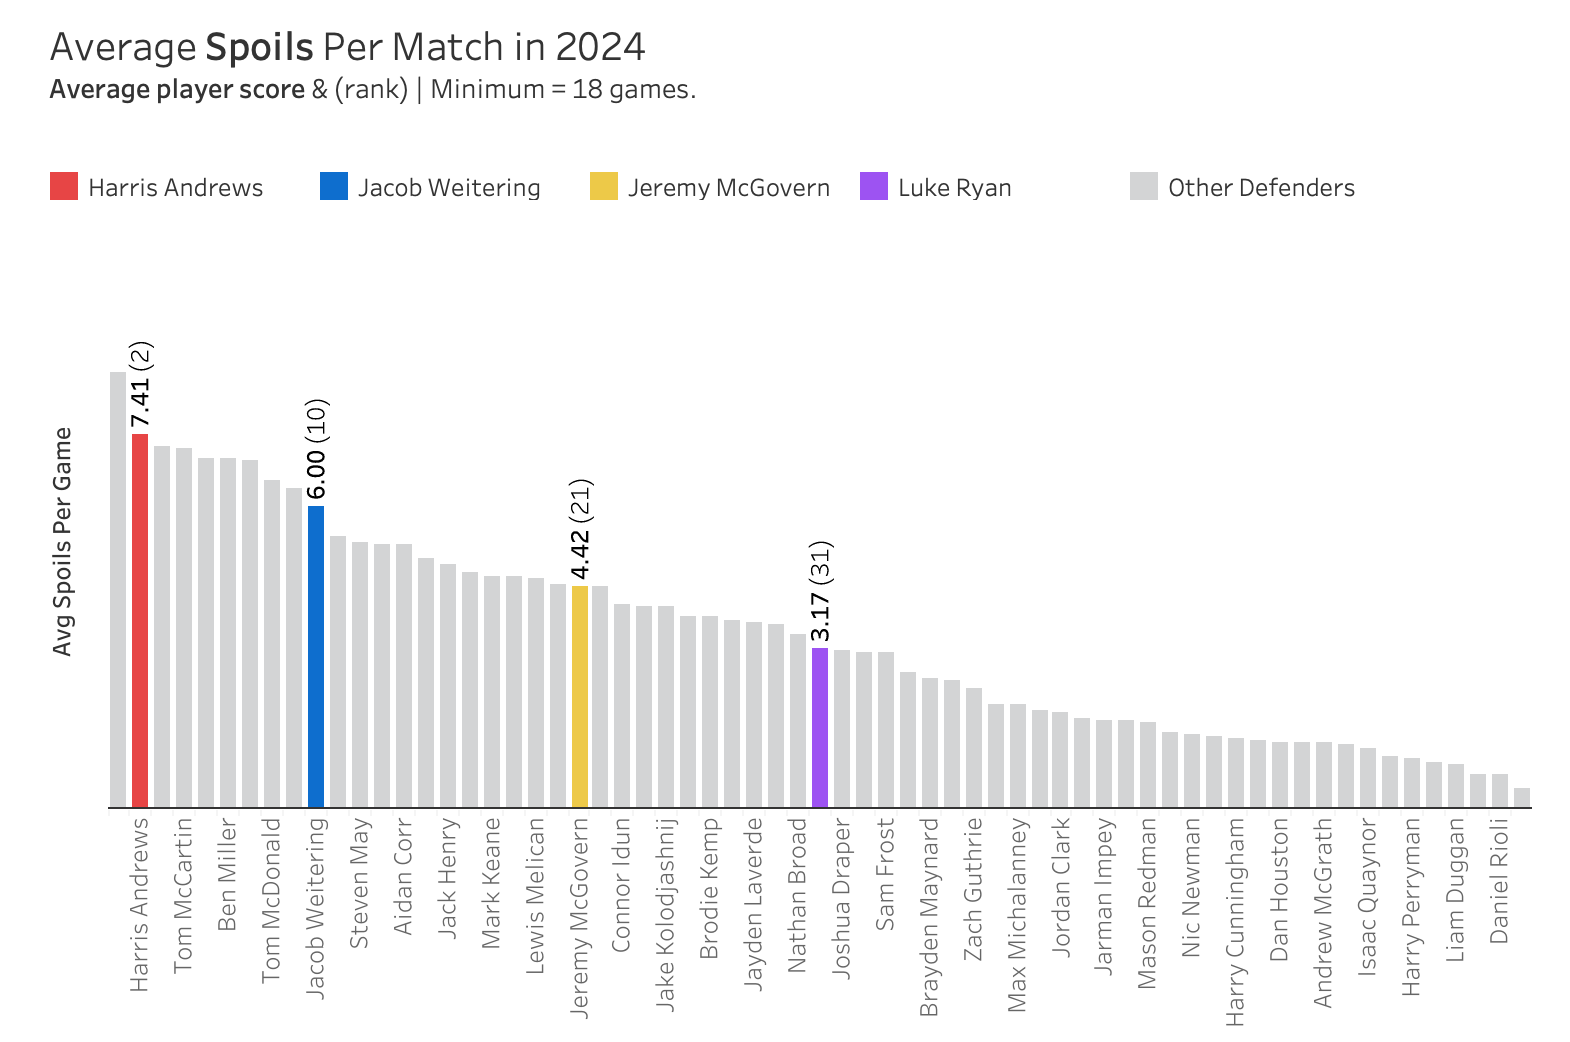 Average Spoils Per Match in 2024
Average player score & (rank) | Minimum = 18 games.
Harris Andrews
Jacob Weitering
Jeremy McGovern
Luke Ryan
Other Defenders
Avg Spoils Per Game
7.41 (2)
6.00 (10)
4.42 (21)
3.17 (31)
Harris Andrews
Tom McCartin
Ben Miller
Tom McDonald
Jacob Weitering
Steven May
Aidan Corr
Jack Henry
Mark Keane
Lewis Melican
Jeremy McGovern
Connor Idun
Jake Kolodjashnij
Brodie Kemp
Jayden Laverde
Nathan Broad
Joshua Draper
Sam Frost
Brayden Maynard
Zach Guthrie
Max Michalanney
Jordan Clark
Jarman Impey
Mason Redman
Nic Newman
Harry Cunningham
Dan Houston
Andrew McGrath
Isaac Quaynor
Harry Perryman
Liam Duggan
Daniel Rioli